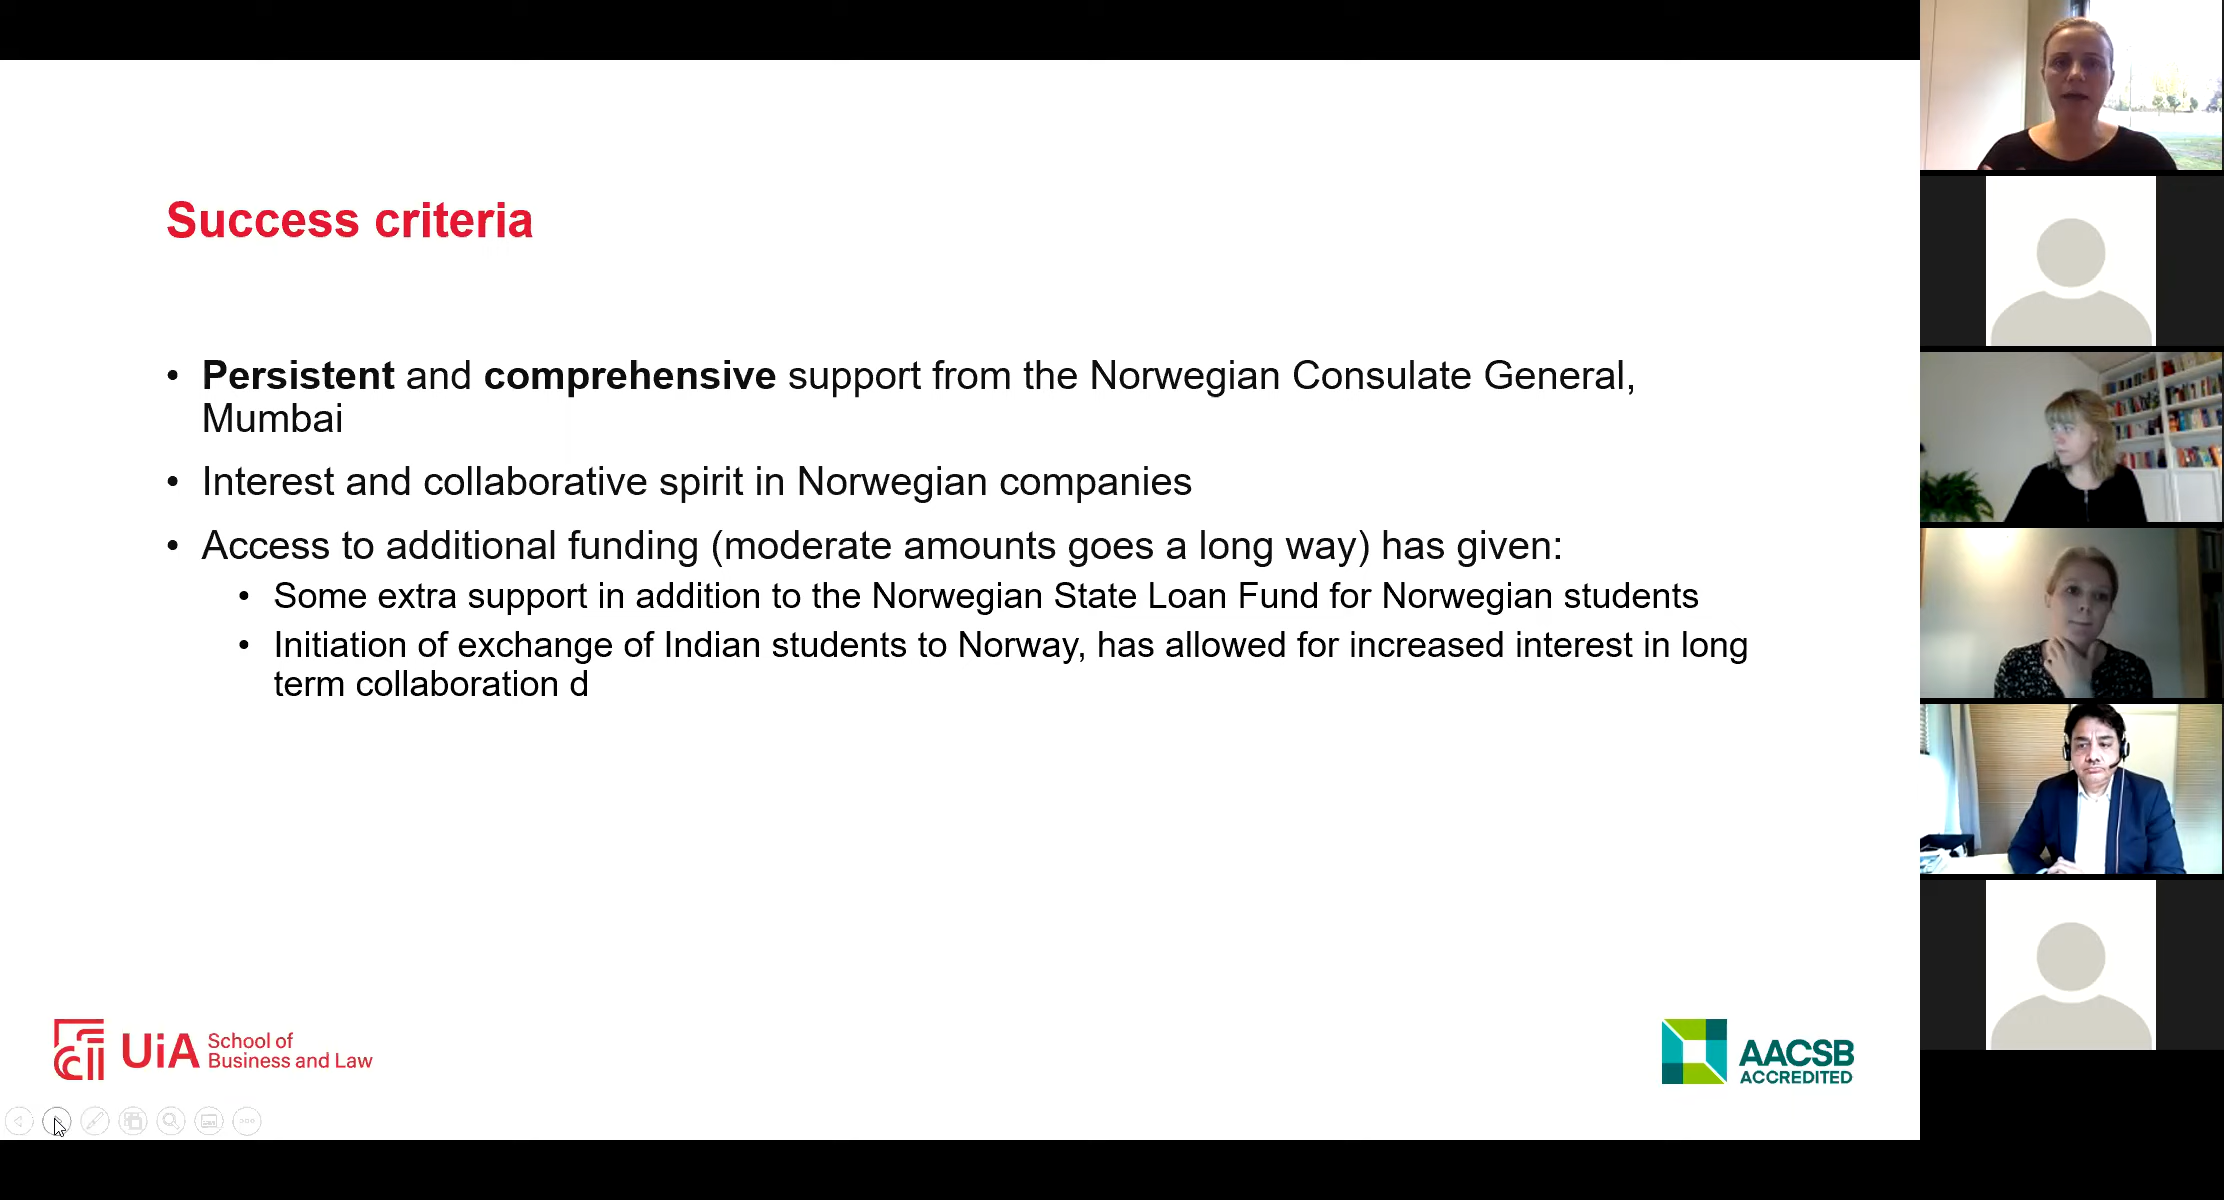 Success criteria
• Persistent and comprehensive support from the Norwegian Consulate General,
Mumbai
• Interest and collaborative spirit in Norwegian companies
• Access to additional funding (moderate amounts goes a long way) has given:
• Some extra support in addition to the Norwegian State Loan Fund for Norwegian students
• Initiation of exchange of Indian students to Norway, has allowed for increased interest in long
term collaboration d
UiA School of
Business and Law
AACSB
ACCREDITED